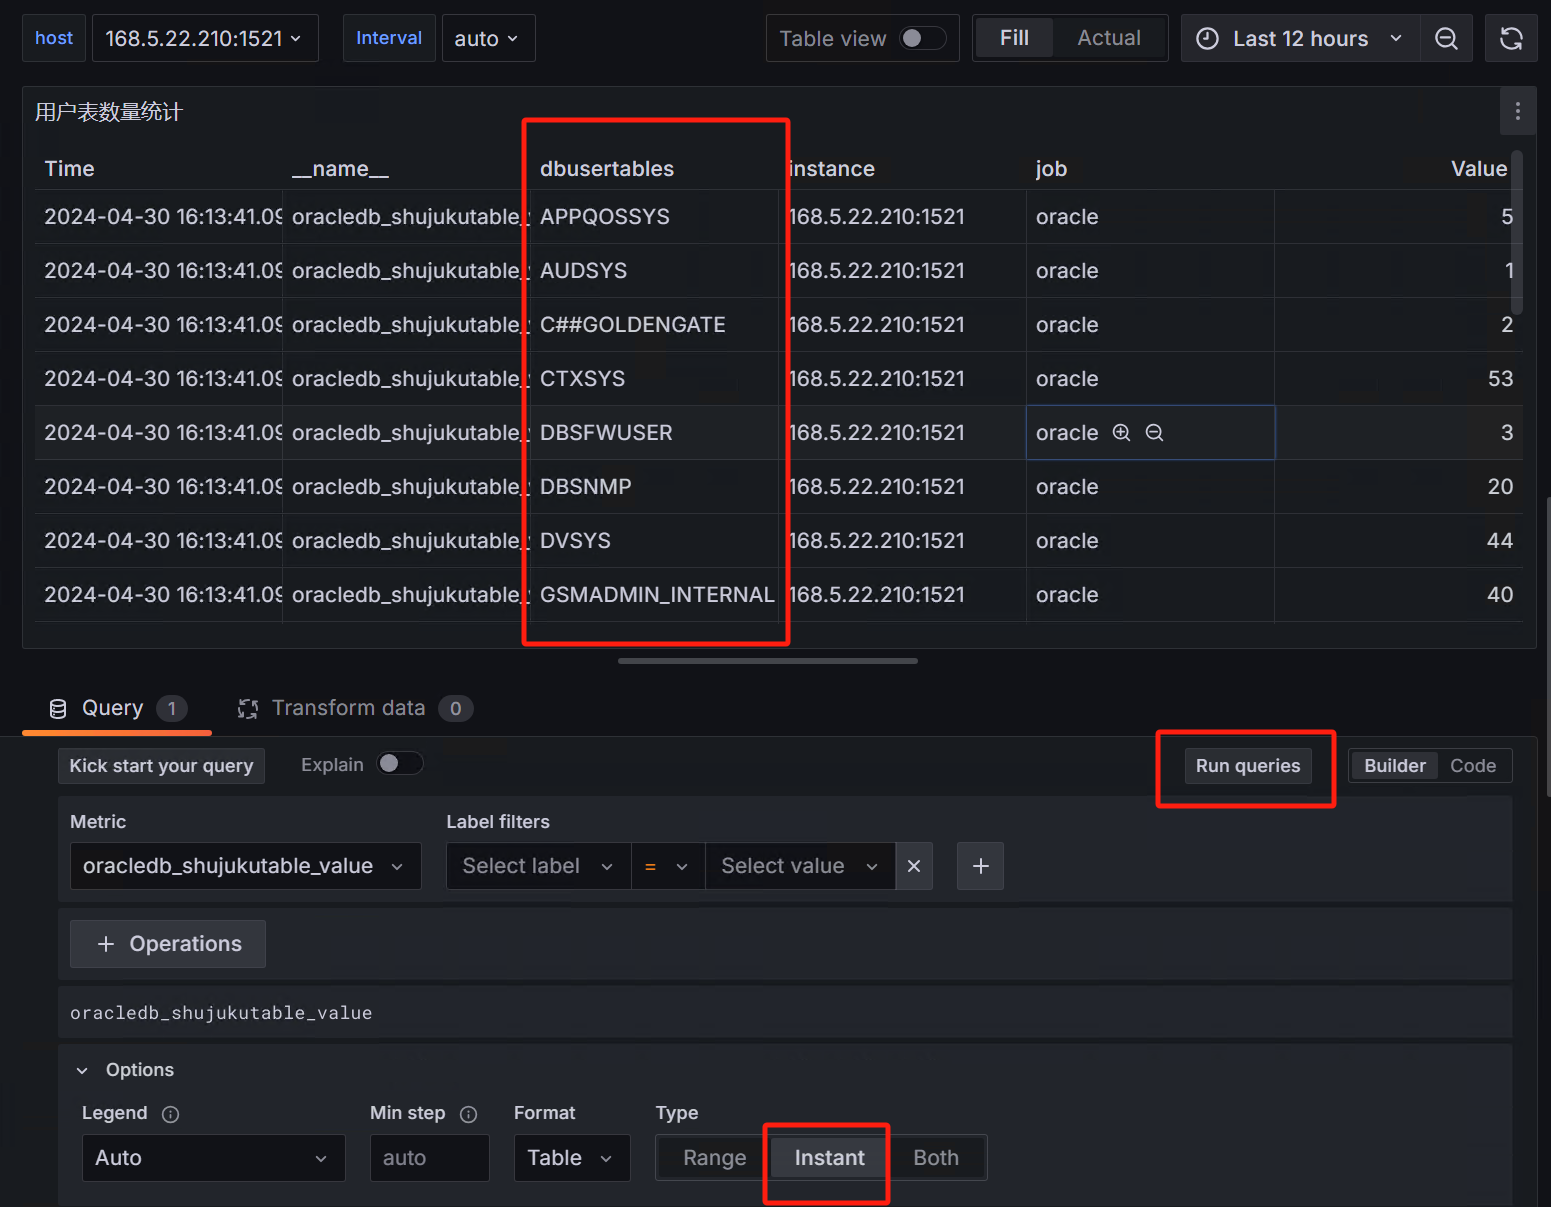 host 168.5.22.210:1521 Interval auto Table view Fill Actual Last 12 hours
用户表数量统计
Time __name__ dbusertables instance job Value
2024-04-30 16:13:41.09 oracledb_shujukutable_ APPQOSSYS 168.5.22.210:1521 oracle 5
2024-04-30 16:13:41.09 oracledb_shujukutable_ AUDSYS 168.5.22.210:1521 oracle 1
2024-04-30 16:13:41.09 oracledb_shujukutable_ C##GOLDENGATE 168.5.22.210:1521 oracle 2
2024-04-30 16:13:41.09 oracledb_shujukutable_ CTXSYS 168.5.22.210:1521 oracle 53
2024-04-30 16:13:41.09 oracledb_shujukutable_ DBSFWUSER 168.5.22.210:1521 oracle 3
2024-04-30 16:13:41.09 oracledb_shujukutable_ DBSNMP 168.5.22.210:1521 oracle 20
2024-04-30 16:13:41.09 oracledb_shujukutable_ DVSYS 168.5.22.210:1521 oracle 44
2024-04-30 16:13:41.09 oracledb_shujukutable_ GSMADMIN_INTERNAL 168.5.22.210:1521 oracle 40
Query 1 Transform data 0
Kick start your query Explain Run queries Builder Code
Metric Label filters
oracledb_shujukutable_value Select label = Select value
+ Operations
oracledb_shujukutable_value
Options
Legend Min step Format Type
Auto auto Table Range Instant Both